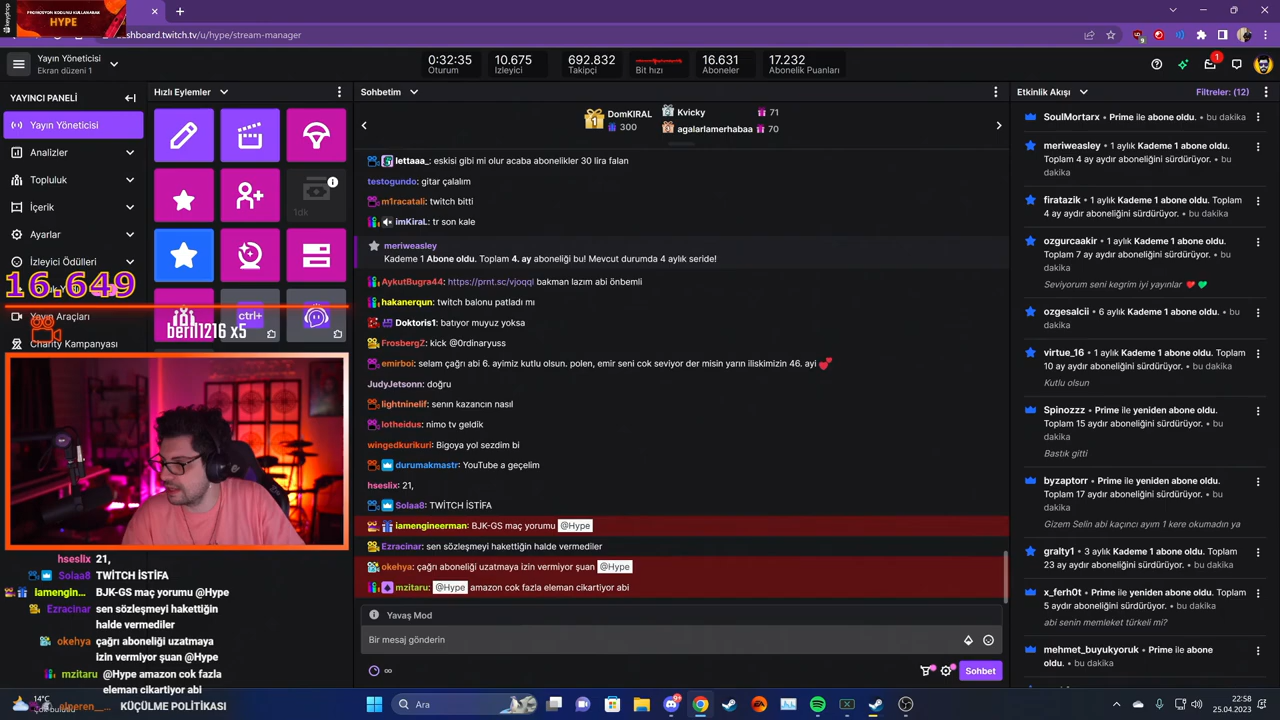 PROMOSYON KODUNU KULLANARAK
HYPE
dashboard.twitch.tv/u/hype/stream-manager
Yayın Yöneticisi
Ekran düzeni 1
0:32:35
Oturum
10.675
İzleyici
692.832
Takipçi
Bit hızı
16.631
Aboneler
17.232
Abonelik Puanları
1
YAYINCI PANELİ
Yayın Yöneticisi
Analizler
Topluluk
İçerik
Ayarlar
İzleyici Ödülleri
16.649
Yayın Araçları
Charity Kampanyası
Hızlı Eylemler
1dk
ctrl+
beril1216 x5
Sohbetim
1
DomKIRAL
300
2
Kvicky
71
3
agalarlamerhabaa
70
lettaaa_: eskisi gibi mi olur acaba abonelikler 30 lira falan
testogundo: gitar çalalım
m1racatali: twitch bitti
imKiraL: tr son kale
meriweasley
Kademe 1 Abone oldu. Toplam 4. ay aboneliği bu! Mevcut durumda 4 aylık seride!
AykutBugra44: https://prnt.sc/vjoqql bakman lazım abi önbemli
hakanerqun: twitch balonu patladı mı
Doktoris1: batıyor muyuz yoksa
FrosbergZ: kick @0rdinaryuss
emirboi: selam çağrı abi 6. ayimiz kutlu olsun. polen, emir seni cok seviyor der misin yarın iliskimizin 46. ayi 💕
JudyJetsonn: doğru
lightninelif: senın kazancın nasıl
lotheidus: nimo tv geldik
wingedkurikuri: Bigoya yol sezdim bi
durumakmastr: YouTube a geçelim
hseslix: 21,
Solaa8: TWİTCH İSTİFA
iamengineerman: BJK-GS maç yorumu @Hype
Ezracinar: sen sözleşmeyi hakettiğin halde vermediler
okehya: çağrı aboneliği uzatmaya izin vermiyor şuan @Hype
mzitaru: @Hype amazon cok fazla eleman cikartiyor abi
Yavaş Mod
Bir mesaj gönderin
∞
Sohbet
Etkinlik Akışı
Filtreler: (12)
SoulMortarx • Prime ile abone oldu. • bu dakika
meriweasley • 1 aylık Kademe 1 abone oldu.
Toplam 4 ay aydır aboneliğini sürdürüyor. • bu
dakika
firatazik • 1 aylık Kademe 1 abone oldu. Toplam
4 ay aydır aboneliğini sürdürüyor. • bu dakika
ozgurcaakir • 1 aylık Kademe 1 abone oldu.
Toplam 7 ay aydır aboneliğini sürdürüyor. • bu
dakika
Seviyorum seni kegrim iyi yayınlar ❤️💚
ozgesalcii • 6 aylık Kademe 1 abone oldu. • bu
dakika
virtue_16 • 1 aylık Kademe 1 abone oldu. Toplam
10 ay aydır aboneliğini sürdürüyor. • bu dakika
Kutlu olsun
Spinozzz • Prime ile yeniden abone oldu.
Toplam 15 aydır aboneliğini sürdürüyor. • bu
dakika
Bastık gitti
byzaptorr • Prime ile yeniden abone oldu.
Toplam 17 aydır aboneliğini sürdürüyor. • bu
dakika
Gizem Selin abi kaçıncı ayım 1 kere okumadın ya
gralty1 • 3 aylık Kademe 1 abone oldu. Toplam
23 ay aydır aboneliğini sürdürüyor. • bu dakika
x_ferh0t • Prime ile yeniden abone oldu. Toplam
5 aydır aboneliğini sürdürüyor. • bu dakika
abi senin memleket türkeli mi?
mehmet_buyukyoruk • Prime ile abone
oldu. • bu dakika
hseslix 21,
Solaa8 TWİTCH İSTİFA
iamengin... BJK-GS maç yorumu @Hype
Ezracinar sen sözleşmeyi hakettiğin
halde vermediler
okehya çağrı aboneliği uzatmaya
izin vermiyor şuan @Hype
mzitaru @Hype amazon cok fazla
eleman cikartiyor abi
elperen__... KÜÇÜLME POLİTİKASI
14°C
Çok bulutlu
Ara
22:58
25.04.2023